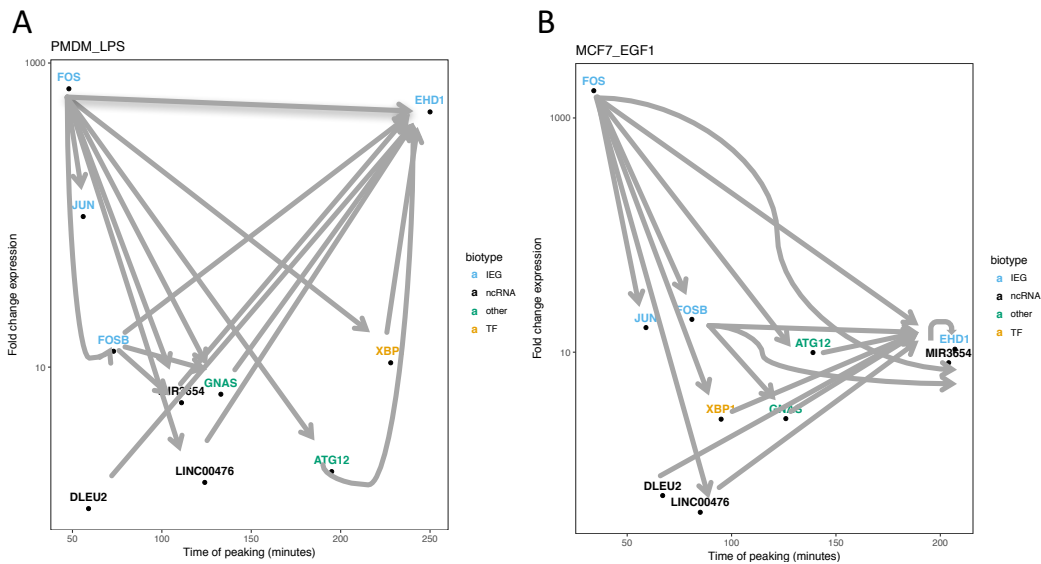 A
PMDM_LPS
1000
10
Fold change expression
FOS
EHD1
JUN
FOSB
XBP
MIR3654
GNAS
LINC00476
ATG12
DLEU2
50
100
150
200
250
Time of peaking (minutes)
biotype
a IEG
a ncRNA
a other
a TF
B
MCF7_EGF1
1000
10
Fold change expression
FOS
JUN
FOSB
ATG12
EHD1
MIR3654
XBP1
GNAS
DLEU2
LINC00476
50
100
150
200
Time of peaking (minutes)
biotype
a IEG
a ncRNA
a other
a TF